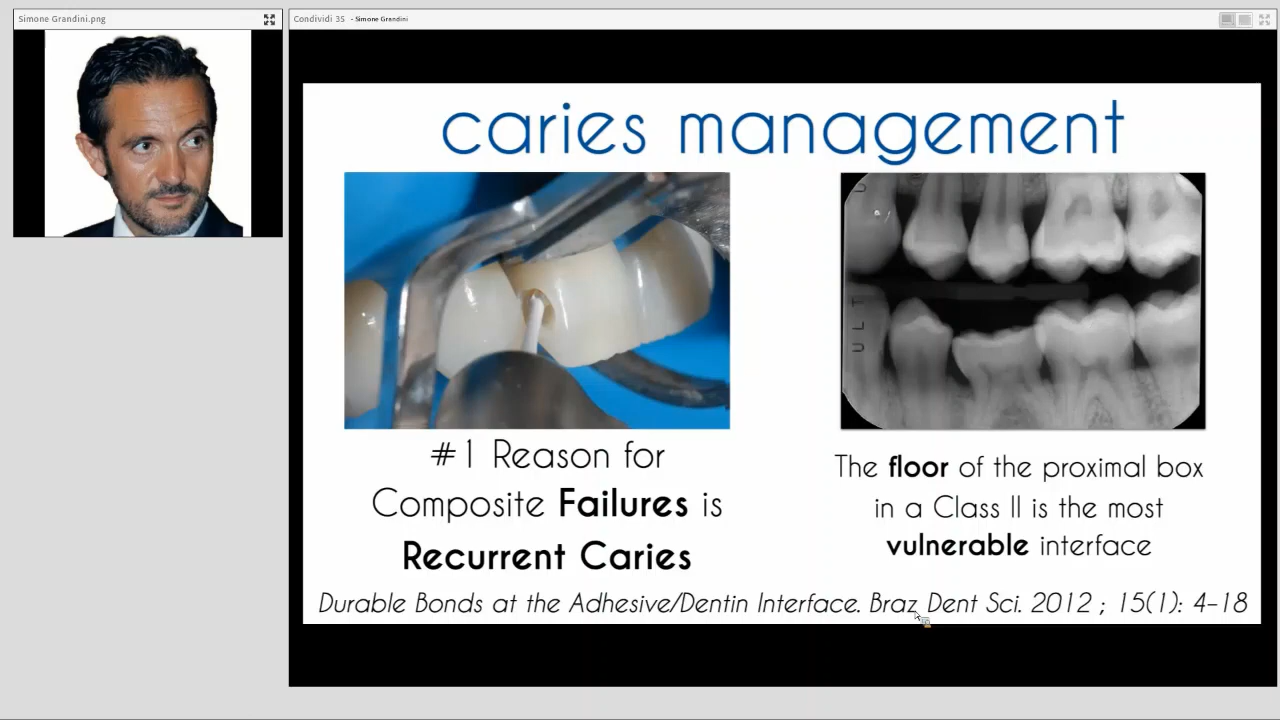 Simone Grandini.png
Condividi 35 - Simone Grandini
caries management
U
U L T
#1 Reason for
Composite Failures is
Recurrent Caries
The floor of the proximal box
in a Class II is the most
vulnerable interface
Durable Bonds at the Adhesive/Dentin Interface. Braz Dent Sci. 2012 ; 15(1): 4–18